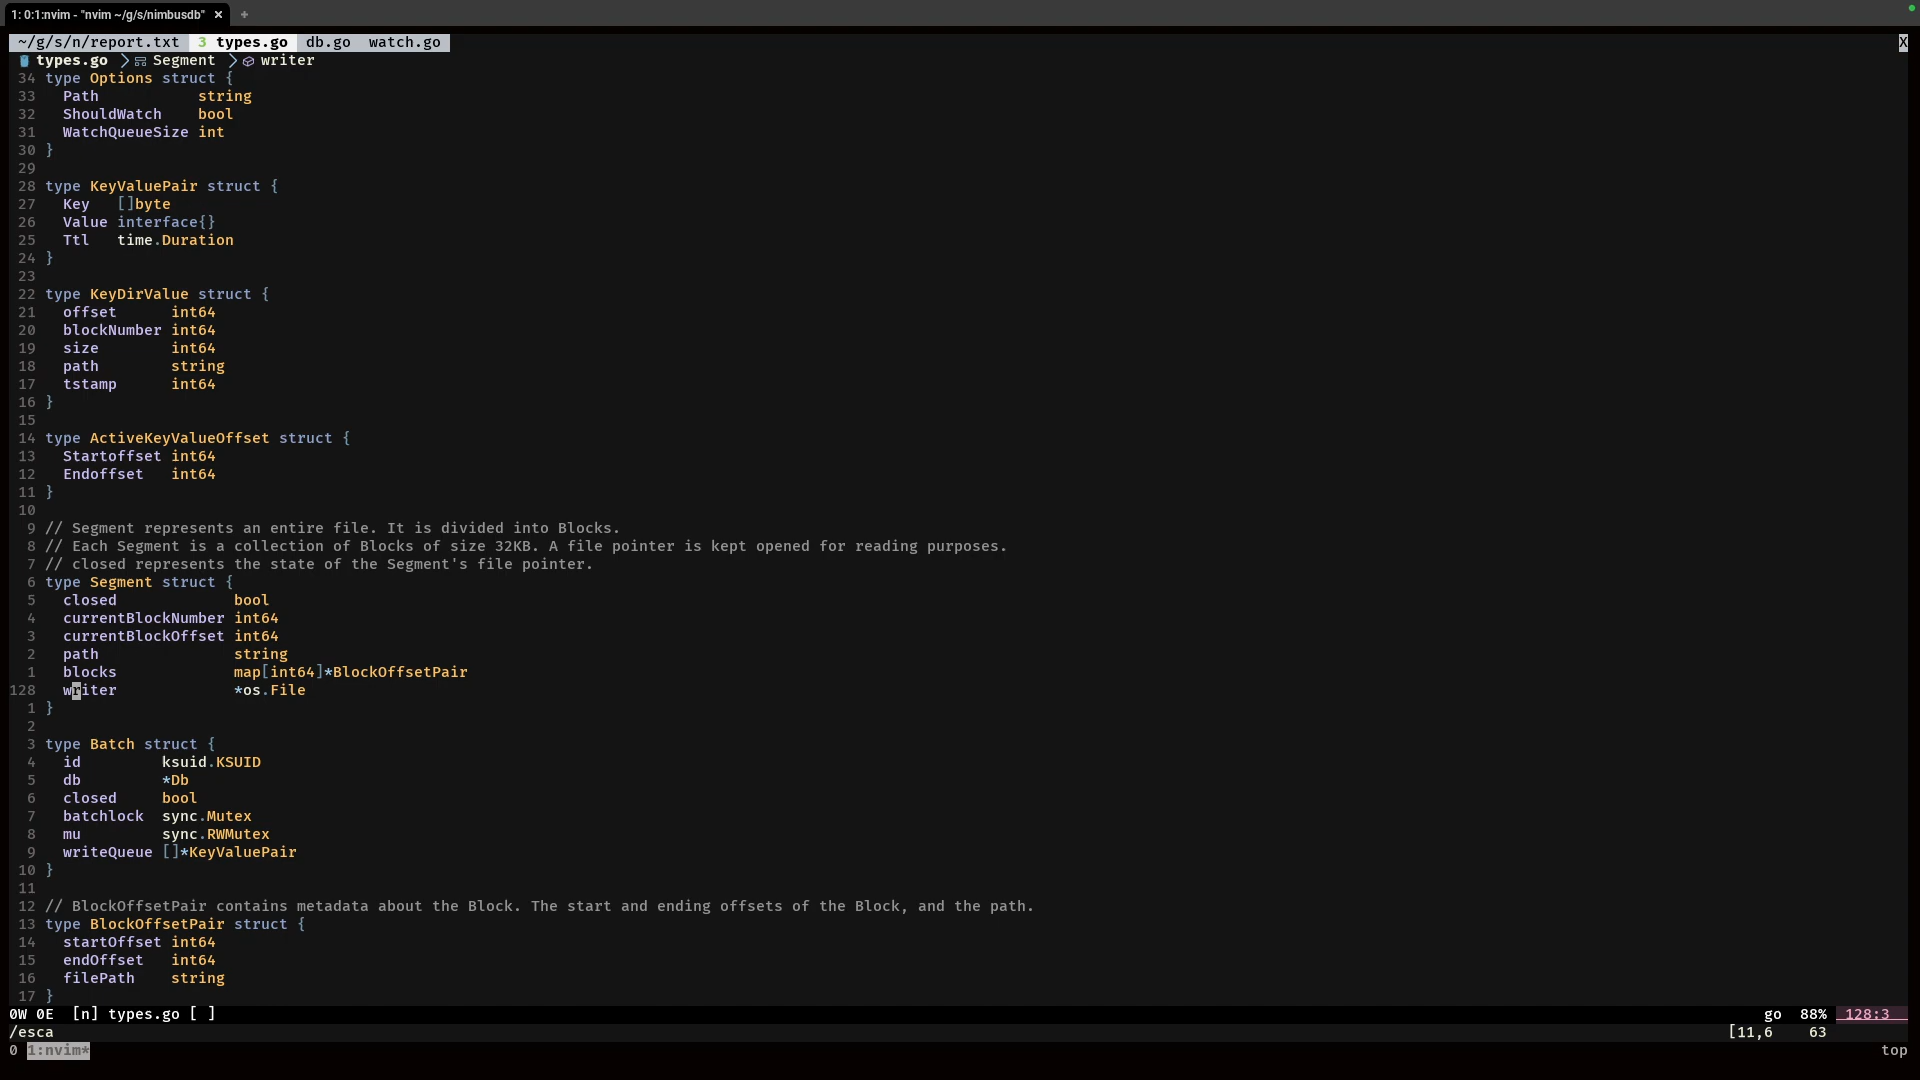 1: 0:1:nvim - "nvim ~/g/s/nimbusdb" × +
~/g/s/n/report.txt 3 types.go db.go watch.go X
types.go > Segment > writer
34 type Options struct {
33 Path string
32 ShouldWatch bool
31 WatchQueueSize int
30 }
29
28 type KeyValuePair struct {
27 Key []byte
26 Value interface{}
25 Ttl time.Duration
24 }
23
22 type KeyDirValue struct {
21 offset int64
20 blockNumber int64
19 size int64
18 path string
17 tstamp int64
16 }
15
14 type ActiveKeyValueOffset struct {
13 Startoffset int64
12 Endoffset int64
11 }
10
9 // Segment represents an entire file. It is divided into Blocks.
8 // Each Segment is a collection of Blocks of size 32KB. A file pointer is kept opened for reading purposes.
7 // closed represents the state of the Segment's file pointer.
6 type Segment struct {
5 closed bool
4 currentBlockNumber int64
3 currentBlockOffset int64
2 path string
1 blocks map[int64]*BlockOffsetPair
128 writer *os.File
1 }
2
3 type Batch struct {
4 id ksuid.KSUID
5 db *Db
6 closed bool
7 batchlock sync.Mutex
8 mu sync.RWMutex
9 writeQueue []*KeyValuePair
10 }
11
12 // BlockOffsetPair contains metadata about the Block. The start and ending offsets of the Block, and the path.
13 type BlockOffsetPair struct {
14 startOffset int64
15 endOffset int64
16 filePath string
17 }
0W 0E [n] types.go [ ] go 88% 128:3
/esca [11,6 63
0 1:nvim* top